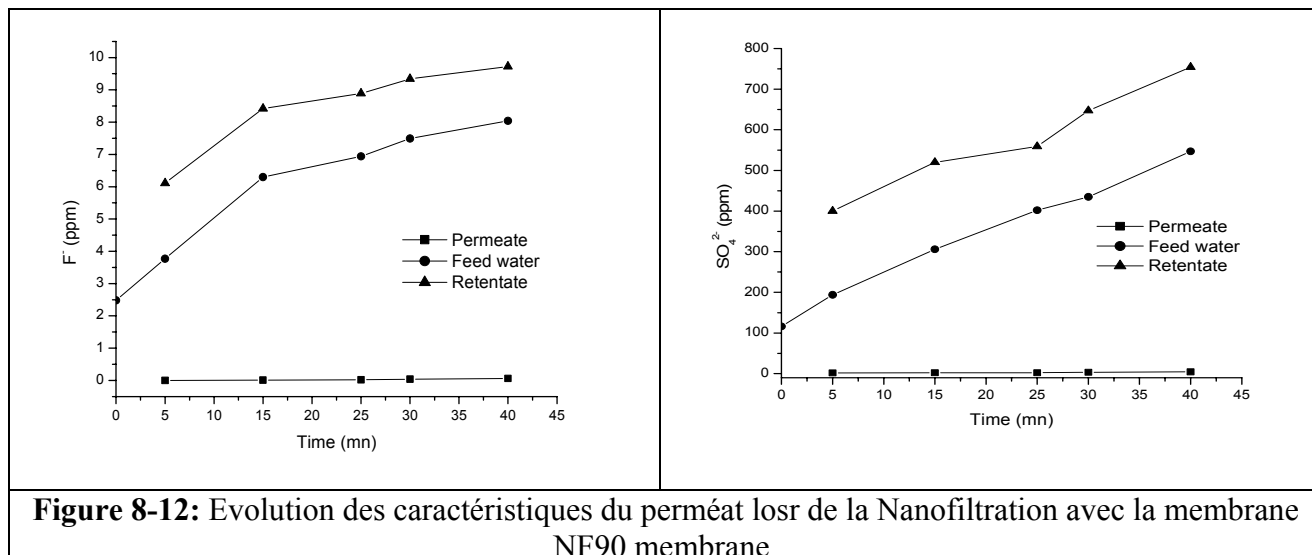 10
9
8
7
6
5
4
3
2
1
0
F⁻ (ppm)
Permeate
Feed water
Retentate
0 5 10 15 20 25 30 35 40 45
Time (mn)
800
700
600
500
400
300
200
100
0
SO₄²⁻ (ppm)
Permeate
Feed water
Retentate
0 5 10 15 20 25 30 35 40 45
Time (mn)
Figure 8-12: Evolution des caractéristiques du perméat losr de la Nanofiltration avec la membrane
NF90 membrane